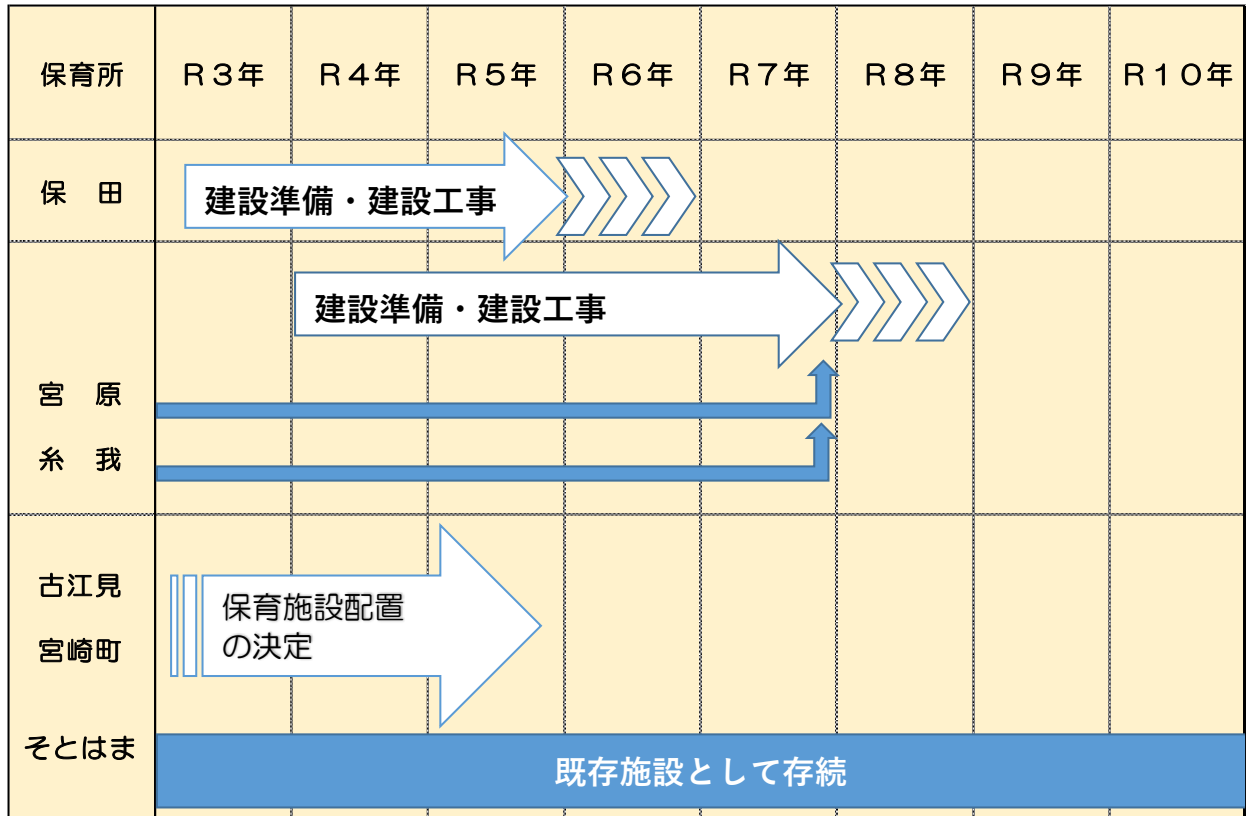 保育所 R3年 R4年 R5年 R6年 R7年 R8年 R9年 R10年
保 田
建設準備・建設工事
建設準備・建設工事
宮 原
糸 我
古江見
宮崎町
保育施設配置
の決定
そとはま
既存施設として存続